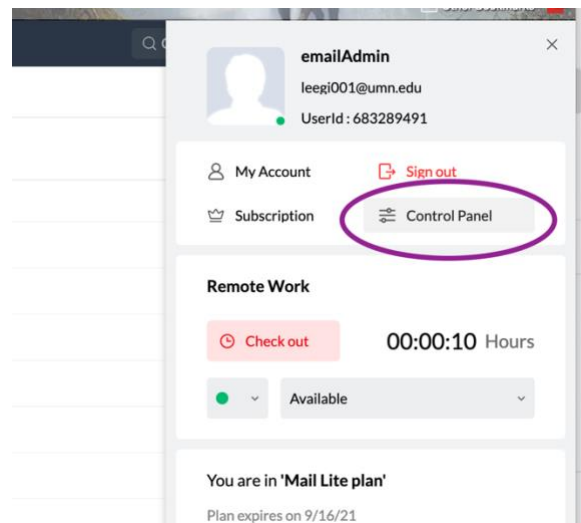 emailAdmin
leegi001@umn.edu
UserId : 683289491
My Account
Sign out
Subscription
Control Panel
Remote Work
Check out
00:00:10 Hours
Available
You are in 'Mail Lite plan'
Plan expires on 9/16/21